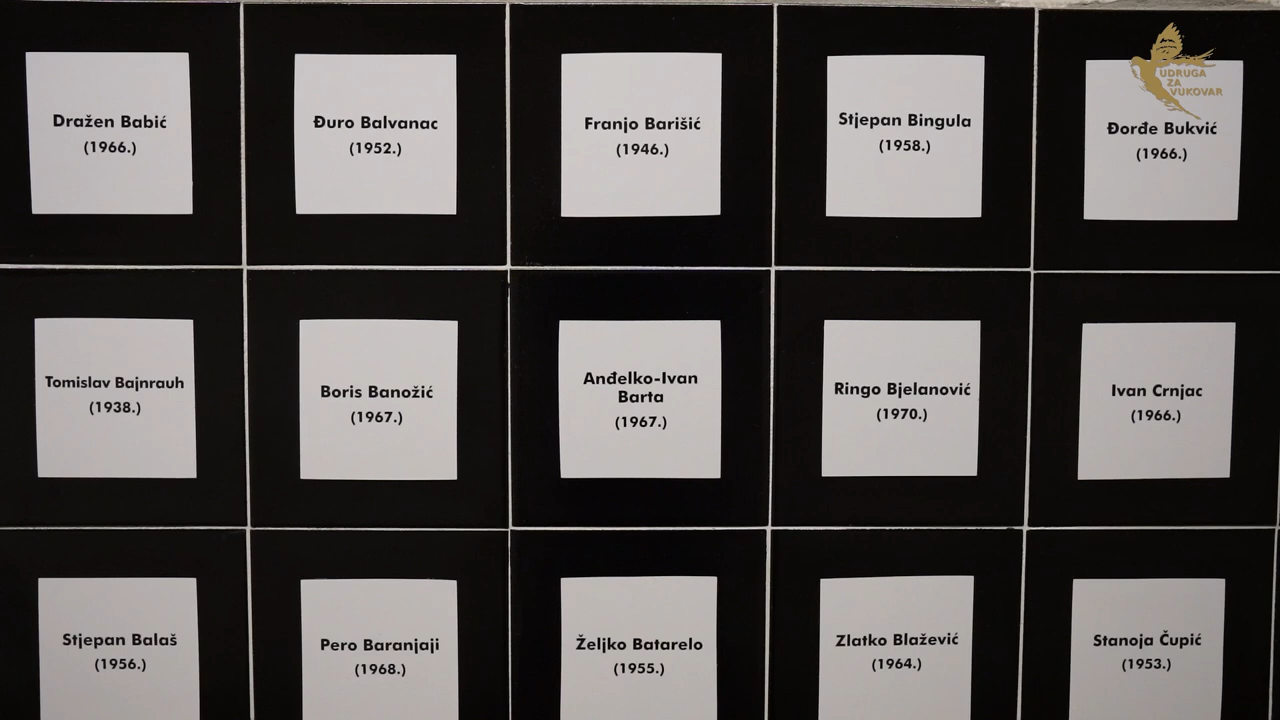 UDRUGA
ZA
VUKOVAR
Dražen Babić
(1966.)
Đuro Balvanac
(1952.)
Franjo Barišić
(1946.)
Stjepan Bingula
(1958.)
Đorđe Bukvić
(1966.)
Tomislav Bajnrauh
(1938.)
Boris Banožić
(1967.)
Anđelko-Ivan
Barta
(1967.)
Ringo Bjelanović
(1970.)
Ivan Crnjac
(1966.)
Stjepan Balaš
(1956.)
Pero Baranjaji
(1968.)
Željko Batarelo
(1955.)
Zlatko Blažević
(1964.)
Stanoja Čupić
(1953.)